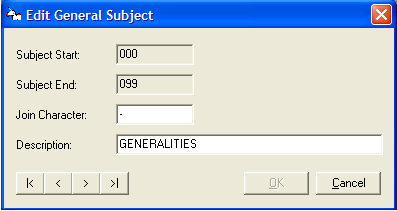 Edit General Subject
Subject Start: 000
Subject End: 099
Join Character: -
Description: GENERALITIES
|< < > >| OK Cancel